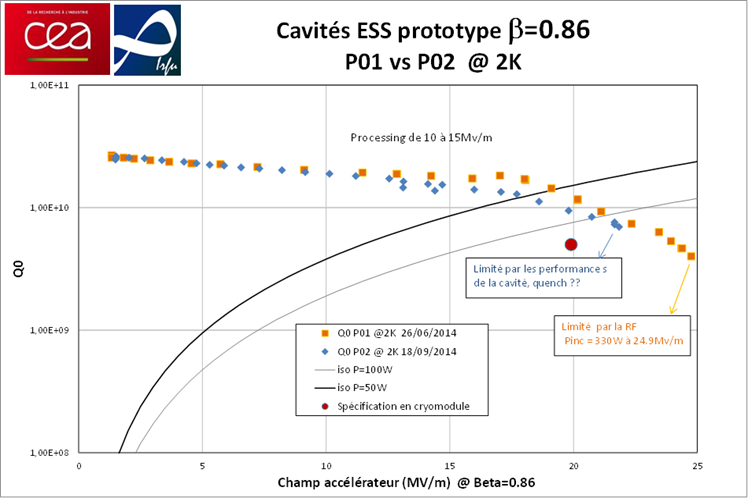 DE LA RECHERCHE À L'INDUSTRIE
cea
Irfu
Cavités ESS prototype β=0.86
P01 vs P02 @ 2K
1,00E+11
1,00E+10
1,00E+09
1,00E+08
Q0
Processing de 10 à 15Mv/m
Limité par les performance s
de la cavité, quench ??
Limité par la RF
Pinc = 330W à 24.9Mv/m
Q0 P01 @2K 26/06/2014
Q0 P02 @ 2K 18/09/2014
iso P=100W
iso P=50W
Spécification en cryomodule
0 5 10 15 20 25
Champ accélérateur (MV/m) @ Beta=0.86